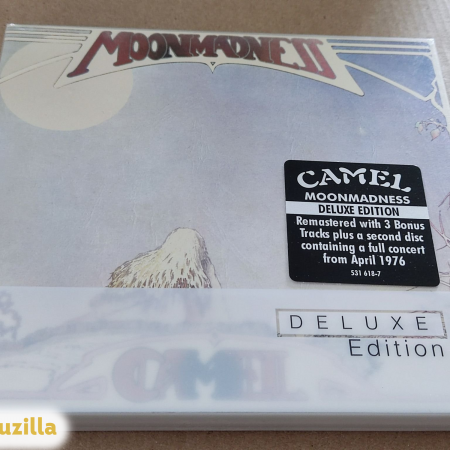 MOONMADNESS
CAMEL
MOONMADNESS
DELUXE EDITION
Remastered with 3 Bonus
Tracks plus a second disc
containing a full concert
from April 1976
531 618-7
DELUXE
Edition
uzilla